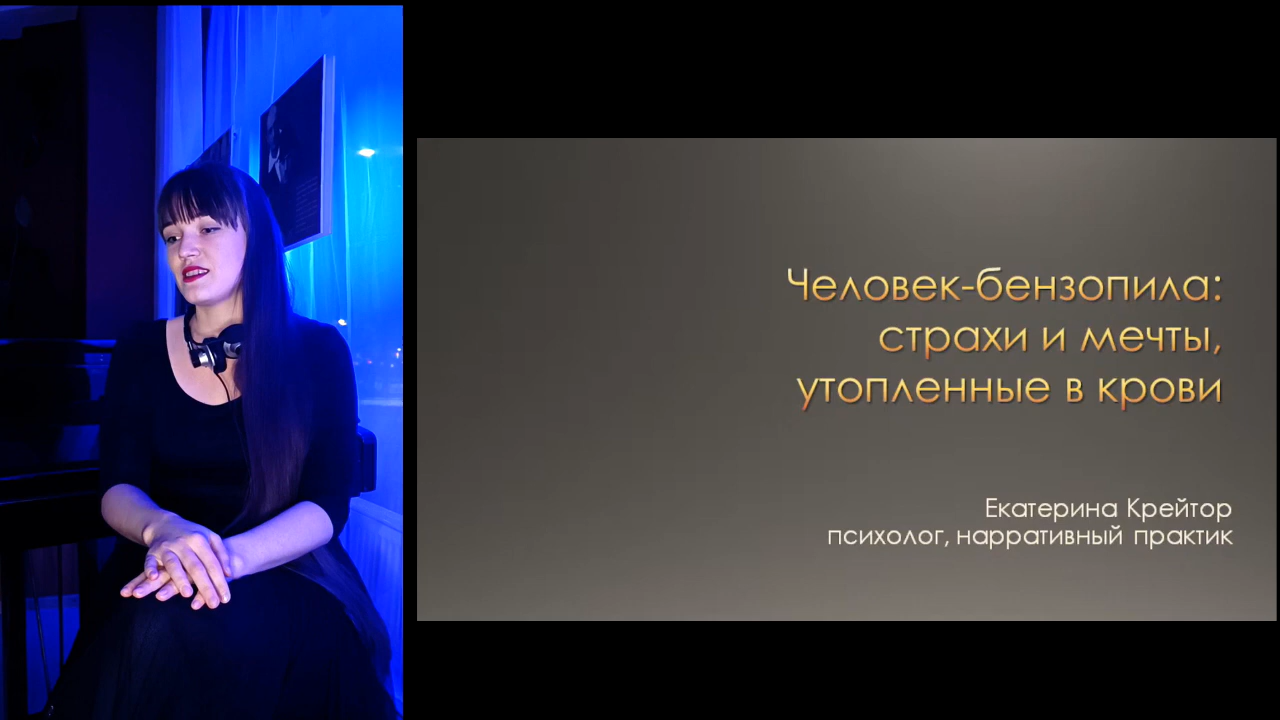 Человек-бензопила:
страхи и мечты,
утопленные в крови
Екатерина Крейтор
психолог, нарративный практик